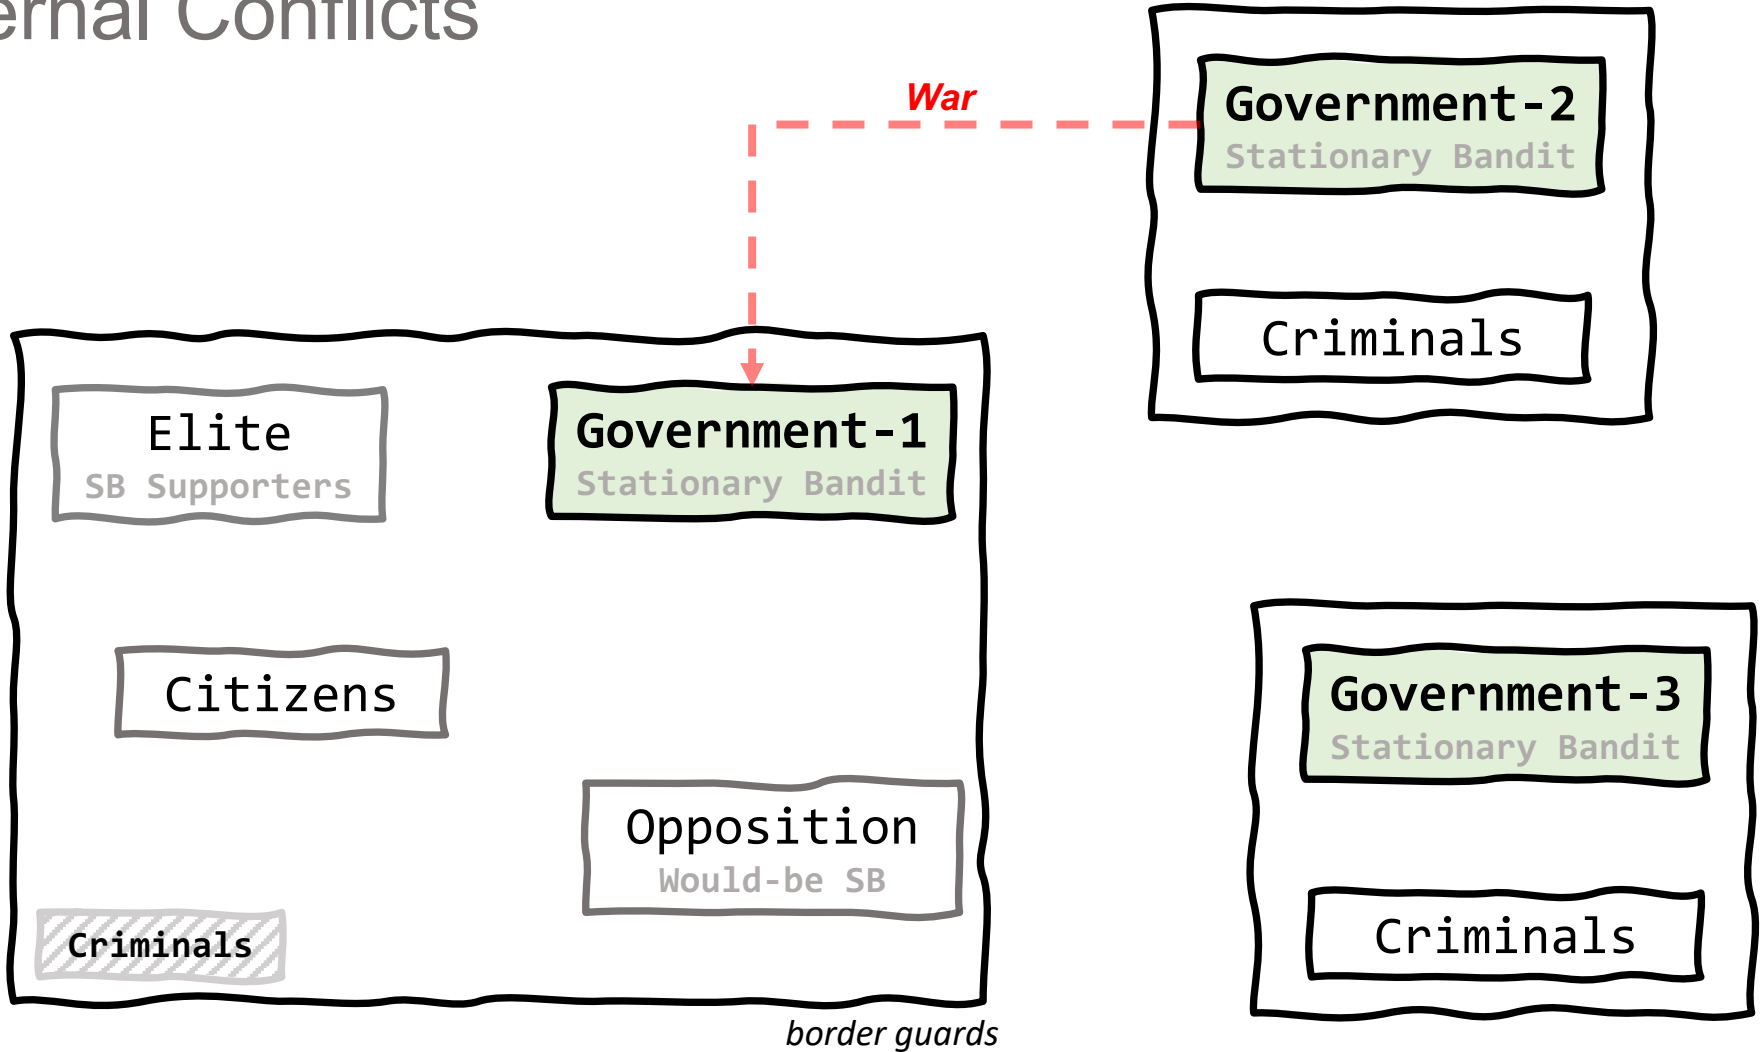 ernal Conflicts
War
Government-2
Stationary Bandit
Criminals
Elite
SB Supporters
Government-1
Stationary Bandit
Citizens
Opposition
Would-be SB
Criminals
border guards
Government-3
Stationary Bandit
Criminals